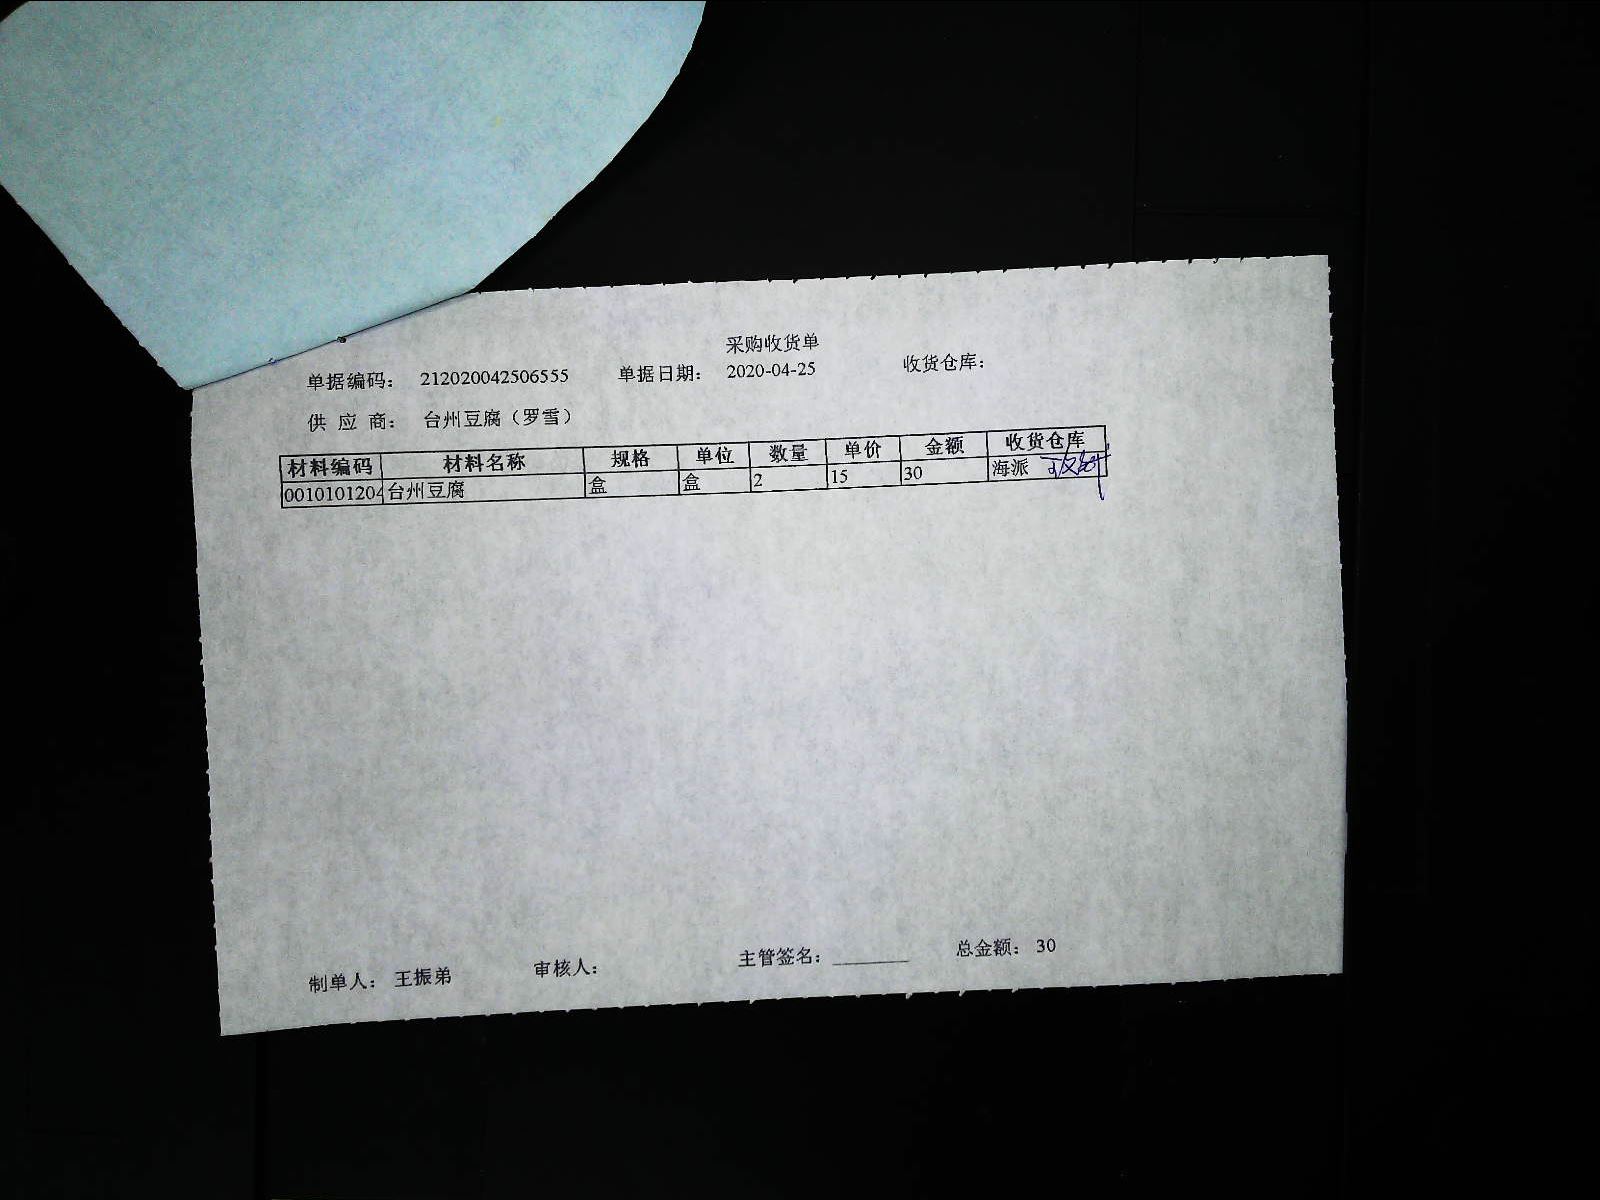 采购收货单
单据编码： 212020042506555 单据日期： 2020-04-25 收货仓库：
供 应 商： 台州豆腐（罗雪）
材料编码 材料名称 规格 单位 数量 单价 金额 收货仓库
0010101204 台州豆腐 盒 盒 2 15 30 海派
制单人： 王振弟 审核人： 主管签名： ________ 总金额： 30